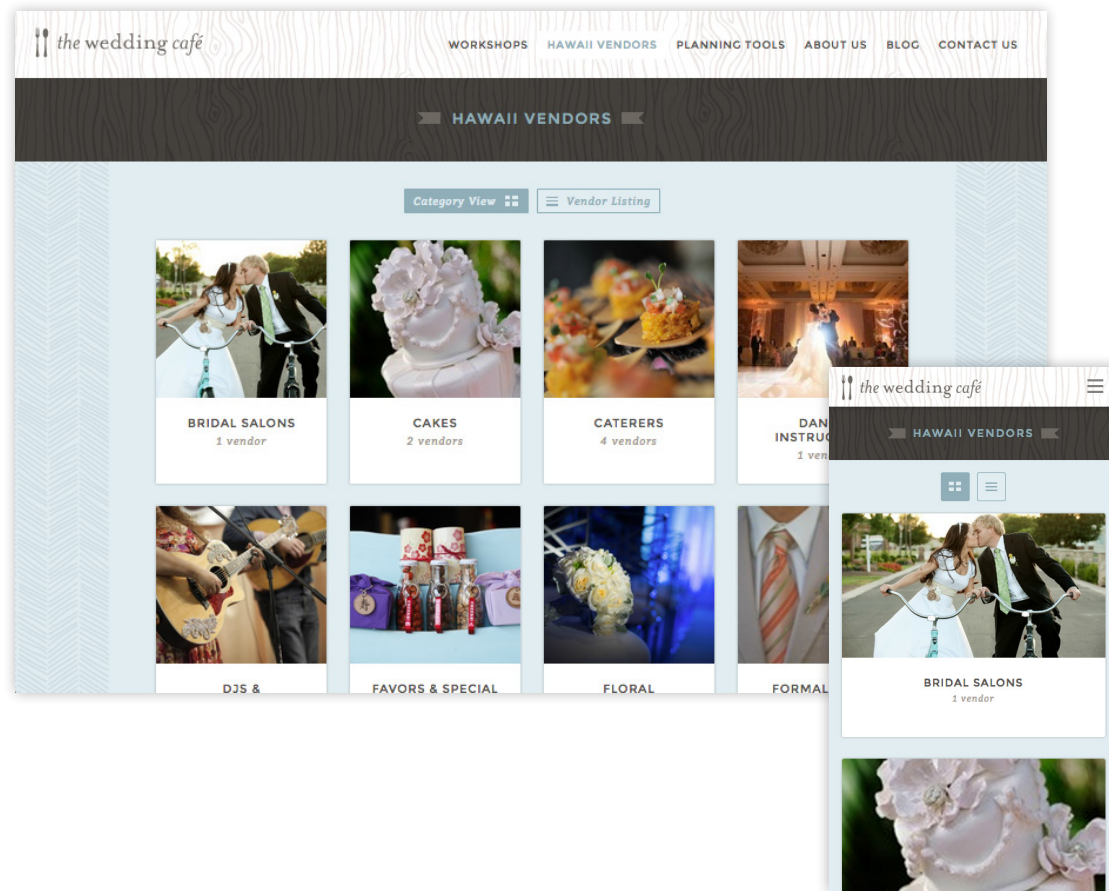 the wedding café
WORKSHOPS HAWAII VENDORS PLANNING TOOLS ABOUT US BLOG CONTACT US
HAWAII VENDORS
Category View Vendor Listing
BRIDAL SALONS
1 vendor
CAKES
2 vendors
CATERERS
4 vendors
DJS &
FAVORS & SPECIAL
FLORAL
the wedding café
HAWAII VENDORS
BRIDAL SALONS
1 vendor